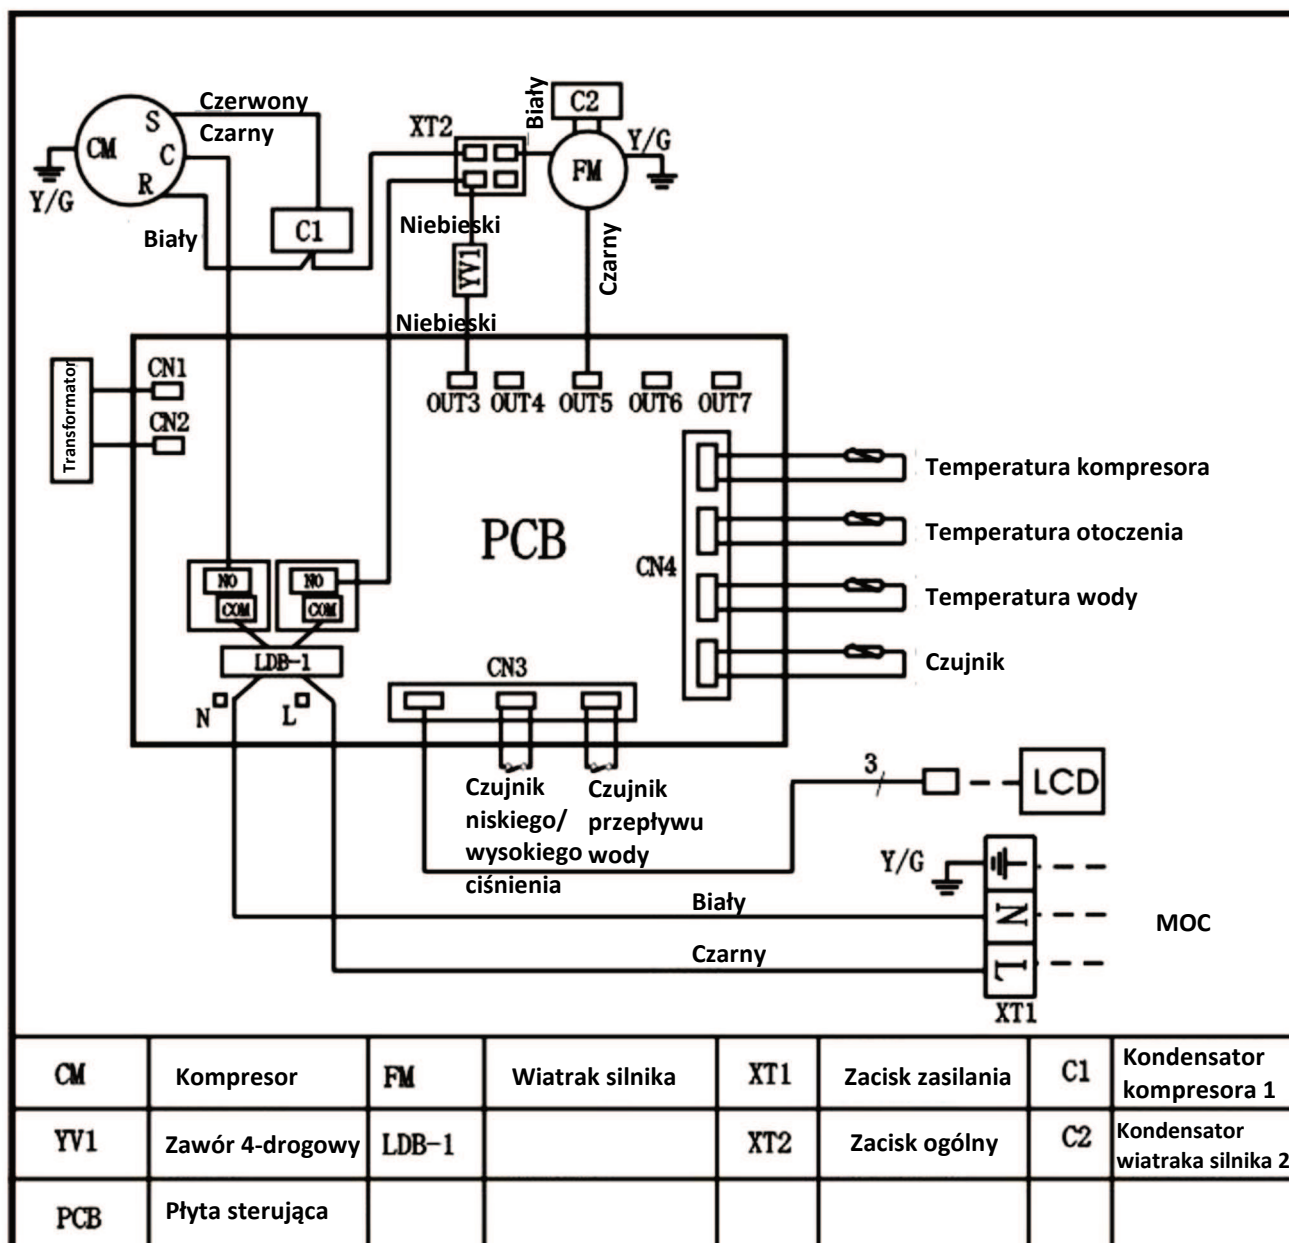 Czerwony
Czarny
S
CM
C
R
Y/G
Biały
C1
XT2
Biały
C2
FM
Y/G
Niebieski
YV1
Czarny
Niebieski
Transformator
CN1
CN2
OUT3
OUT4
OUT5
OUT6
OUT7
PCB
CN4
Temperatura kompresora
Temperatura otoczenia
Temperatura wody
Czujnik
NO
COM
NO
COM
LDB-1
N
L
CN3
Czujnik
niskiego/
wysokiego
ciśnienia
Czujnik
przepływu
wody
3
LCD
Y/G
Biały
N
MOC
Czarny
L
XT1
CM
Kompresor
FM
Wiatrak silnika
XT1
Zacisk zasilania
C1
Kondensator
kompresora 1
YV1
Zawór 4-drogowy
LDB-1
XT2
Zacisk ogólny
C2
Kondensator
wiatraka silnika 2
PCB
Płyta sterująca